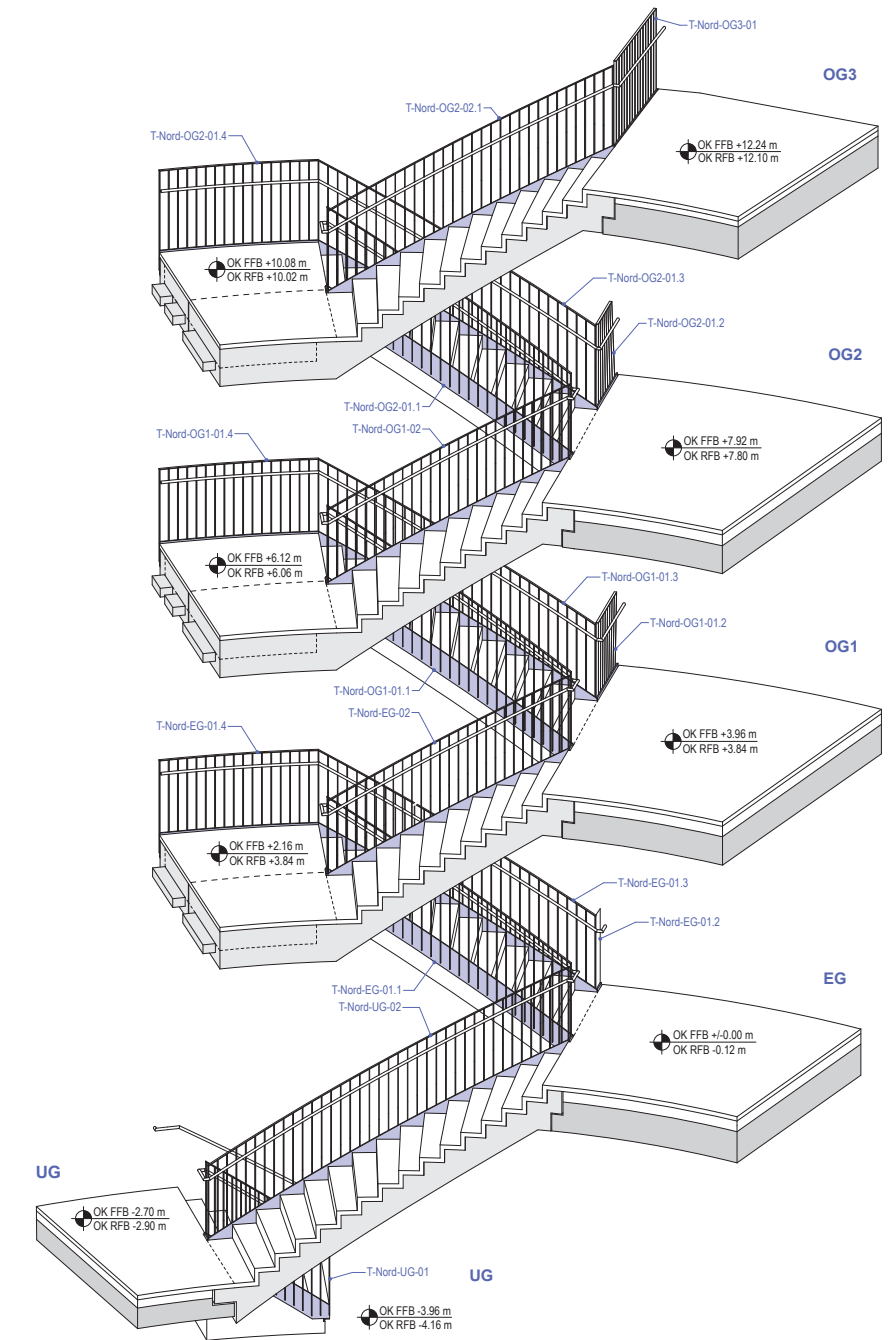 T-Nord-OG3-01
OG3
T-Nord-OG2-02.1
T-Nord-OG2-01.4
OK FFB +12.24 m
OK RFB +12.10 m
OK FFB +10.08 m
OK RFB +10.02 m
T-Nord-OG2-01.3
T-Nord-OG2-01.2
OG2
T-Nord-OG2-01.1
T-Nord-OG1-02
T-Nord-OG1-01.4
OK FFB +7.92 m
OK RFB +7.80 m
OK FFB +6.12 m
OK RFB +6.06 m
T-Nord-OG1-01.3
T-Nord-OG1-01.2
OG1
T-Nord-OG1-01.1
T-Nord-EG-02
T-Nord-EG-01.4
OK FFB +3.96 m
OK RFB +3.84 m
OK FFB +2.16 m
OK RFB +3.84 m
T-Nord-EG-01.3
T-Nord-EG-01.2
EG
T-Nord-EG-01.1
T-Nord-UG-02
OK FFB +/-0.00 m
OK RFB -0.12 m
UG
OK FFB -2.70 m
OK RFB -2.90 m
T-Nord-UG-01
UG
OK FFB -3.96 m
OK RFB -4.16 m